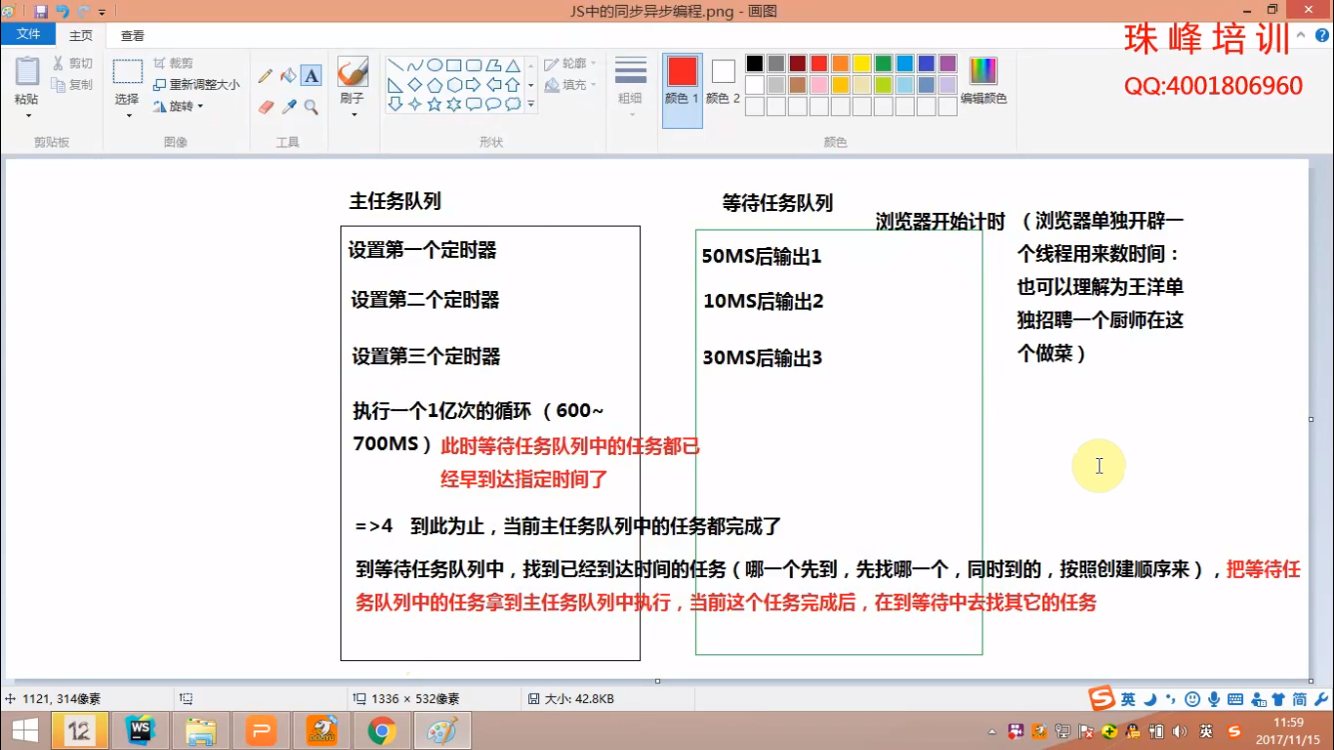 JS中的同步异步编程.png - 画图
文件
主页
查看
珠峰培训
QQ:4001806960
粘贴
剪切
复制
剪贴板
选择
裁剪
重新调整大小
旋转
图像
A
工具
刷子
轮廓
填充
形状
粗细
颜色 1
颜色 2
编辑颜色
颜色
主任务队列
设置第一个定时器
设置第二个定时器
设置第三个定时器
执行一个1亿次的循环（600~
700MS）
此时等待任务队列中的任务都已
经早到达指定时间了
=>4 到此为止，当前主任务队列中的任务都完成了
到等待任务队列中，找到已经到达时间的任务（哪一个先到，先找哪一个，同时到的，按照创建顺序来），把等待任
务队列中的任务拿到主任务队列中执行，当前这个任务完成后，在到等待中去找其它的任务
等待任务队列
50MS后输出1
10MS后输出2
30MS后输出3
浏览器开始计时
（浏览器单独开辟一
个线程用来数时间：
也可以理解为王洋单
独招聘一个厨师在这
个做菜）
1121, 314像素
1336 × 532像素
大小: 42.8KB
英
简
12
WS
英
11:59
2017/11/15